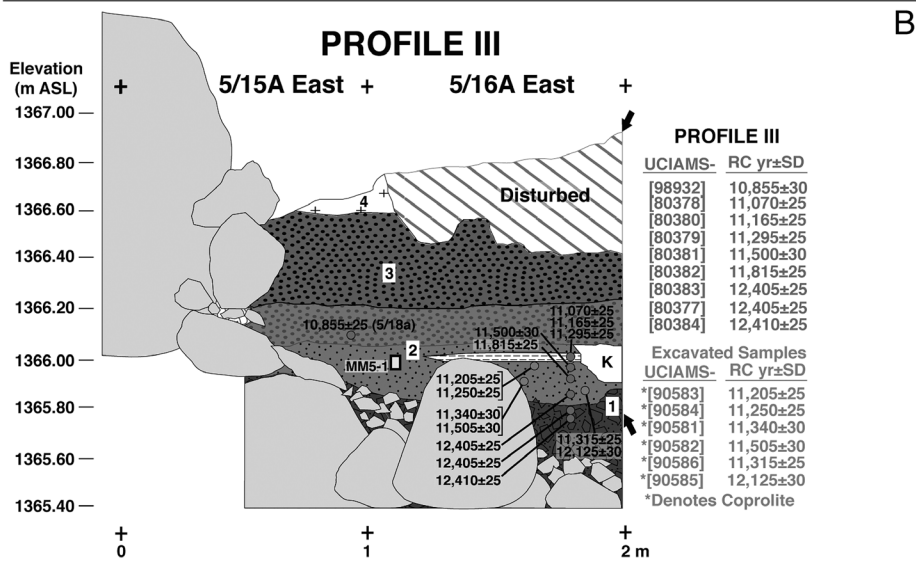 B
PROFILE III
Elevation
(m ASL)
5/15A East
5/16A East
1367.00
1366.80
1366.60
1366.40
1366.20
1366.00
1365.80
1365.60
1365.40
Disturbed
4
3
10,855±25 (5/18a)
2
MM5-1
11,070±25
11,165±25
11,295±25
11,500±30
11,815±25
K
11,205±25
11,250±25
1
11,340±30
11,505±30
11,315±25
12,125±30
12,405±25
12,405±25
12,410±25
0
1
2 m
PROFILE III
UCIAMS- RC yr±SD
[98932] 10,855±30
[80378] 11,070±25
[80380] 11,165±25
[80379] 11,295±25
[80381] 11,500±30
[80382] 11,815±25
[80383] 12,405±25
[80377] 12,405±25
[80384] 12,410±25
Excavated Samples
UCIAMS- RC yr±SD
*[90583] 11,205±25
*[90584] 11,250±25
*[90581] 11,340±30
*[90582] 11,505±30
*[90586] 11,315±25
*[90585] 12,125±30
*Denotes Coprolite